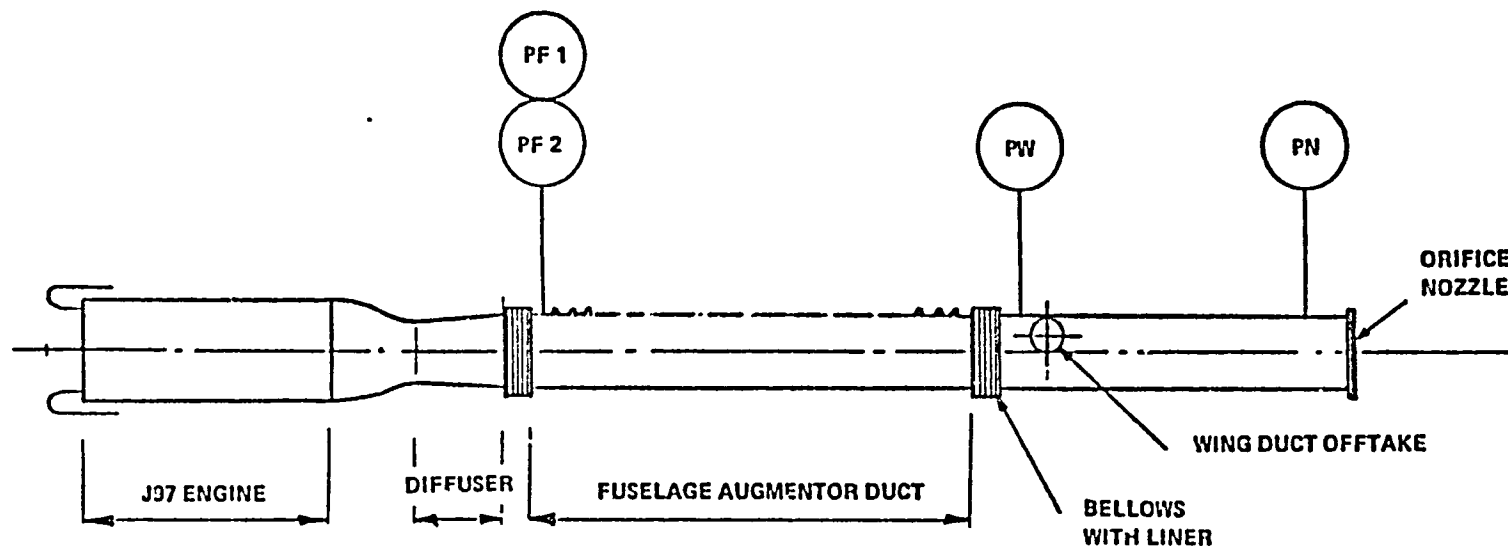 PF 1
PF 2
PW
PN
ORIFICE
NOZZLE
WING DUCT OFFTAKE
J97 ENGINE
DIFFUSER
FUSELAGE AUGMENTOR DUCT
BELLOWS
WITH LINER